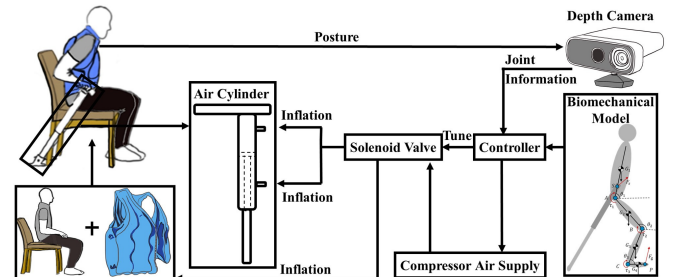 Depth Camera
Posture
Joint
Information
Air Cylinder
Inflation
Biomechanical
Model
Tune
Solenoid Valve
Controller
Inflation
Compressor Air Supply
Inflation